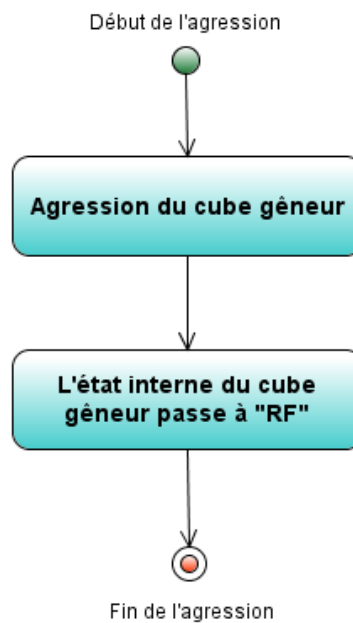 Début de l'agression
Agression du cube gêneur
L'état interne du cube
gêneur passe à "RF"
Fin de l'agression